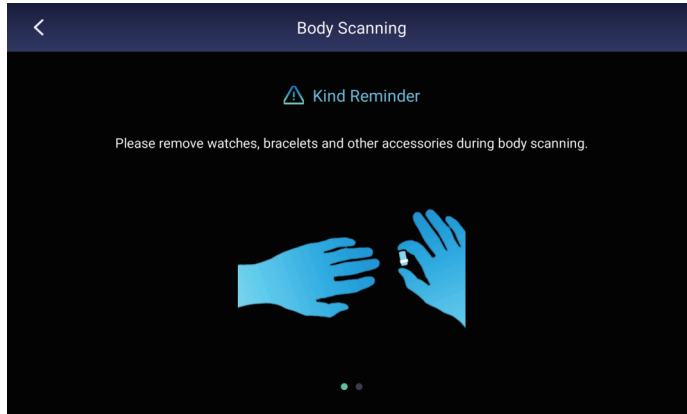 Body Scanning
Kind Reminder
Please remove watches, bracelets and other accessories during body scanning.